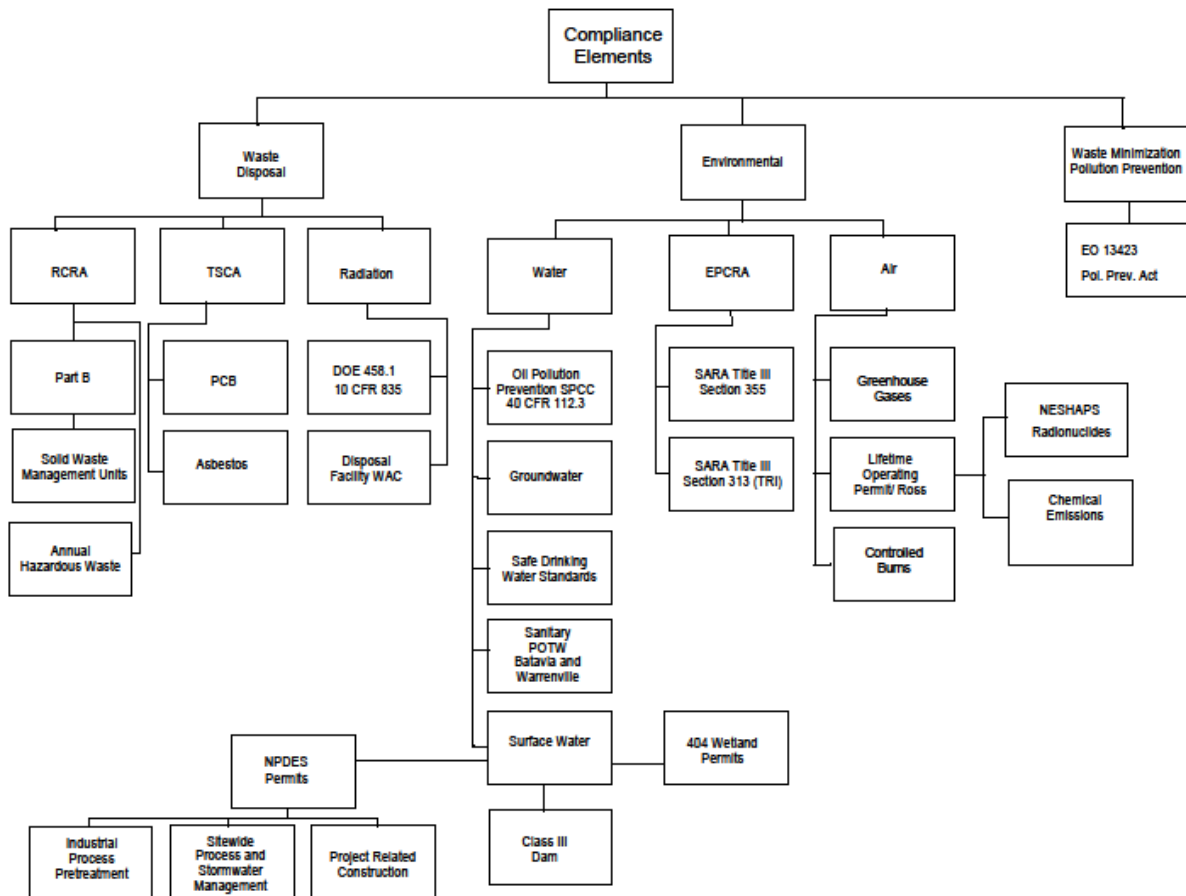 Compliance
Elements
Waste
Disposal
Environmental
Waste Minimization
Pollution Prevention
RCRA
TSCA
Radiation
Water
EPCRA
Air
EO 13423
Pol. Prev. Act
Part B
PCB
DOE 458.1
10 CFR 835
Oil Pollution
Prevention SPCC
40 CFR 112.3
SARA Title III
Section 355
Greenhouse
Gases
NESHAPS
Radionuclides
Solid Waste
Management Units
Asbestos
Disposal
Facility WAC
Groundwater
SARA Title III
Section 313 (TRI)
Lifetime
Operating
Permit/ Ross
Chemical
Emissions
Annual
Hazardous Waste
Safe Drinking
Water Standards
Controlled
Burns
Sanitary
POTW
Batavia and
Warrenville
Surface Water
404 Wetland
Permits
NPDES
Permits
Class III
Dam
Industrial
Process
Pretreatment
Sitewide
Process and
Stormwater
Management
Project Related
Construction